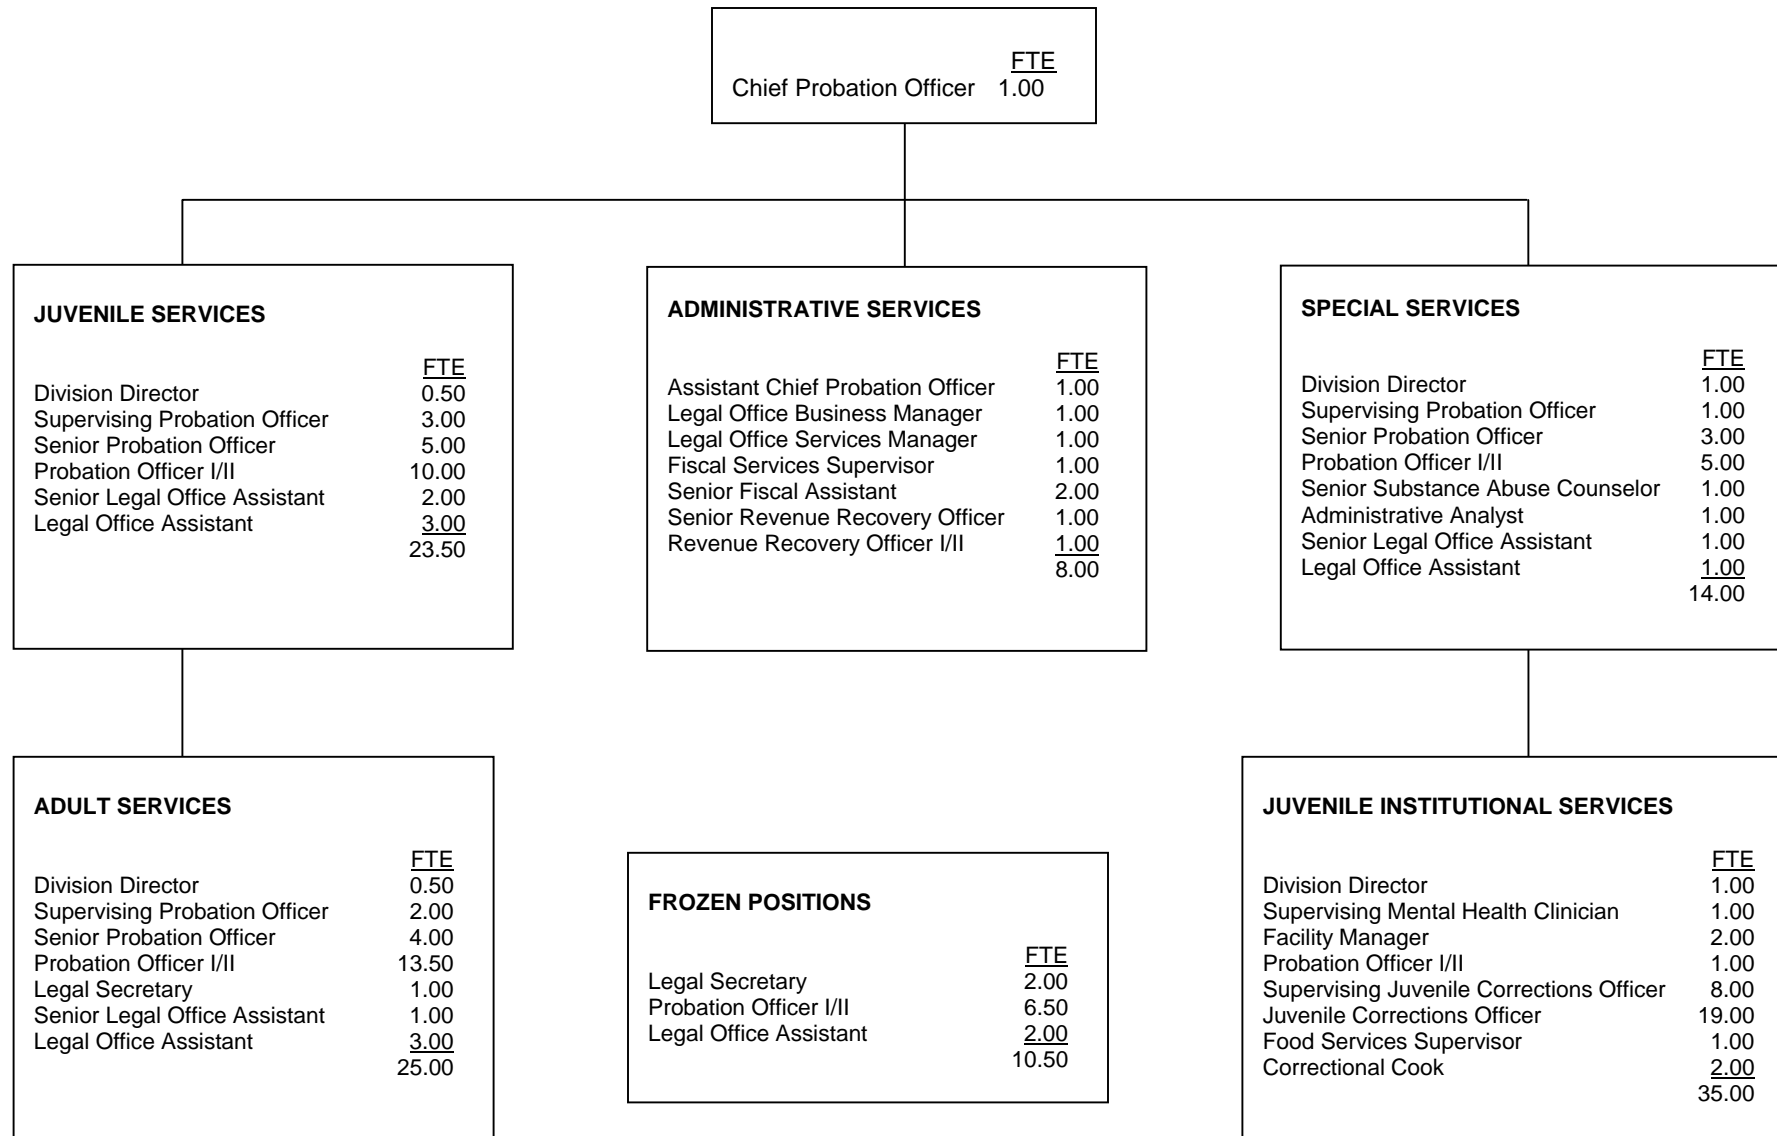 FTE
Chief Probation Officer 1.00
JUVENILE SERVICES
FTE
Division Director 0.50
Supervising Probation Officer 3.00
Senior Probation Officer 5.00
Probation Officer I/II 10.00
Senior Legal Office Assistant 2.00
Legal Office Assistant 3.00
23.50
ADMINISTRATIVE SERVICES
FTE
Assistant Chief Probation Officer 1.00
Legal Office Business Manager 1.00
Legal Office Services Manager 1.00
Fiscal Services Supervisor 1.00
Senior Fiscal Assistant 2.00
Senior Revenue Recovery Officer 1.00
Revenue Recovery Officer I/II 1.00
8.00
SPECIAL SERVICES
FTE
Division Director 1.00
Supervising Probation Officer 1.00
Senior Probation Officer 3.00
Probation Officer I/II 5.00
Senior Substance Abuse Counselor 1.00
Administrative Analyst 1.00
Senior Legal Office Assistant 1.00
Legal Office Assistant 1.00
14.00
ADULT SERVICES
FTE
Division Director 0.50
Supervising Probation Officer 2.00
Senior Probation Officer 4.00
Probation Officer I/II 13.50
Legal Secretary 1.00
Senior Legal Office Assistant 1.00
Legal Office Assistant 3.00
25.00
FROZEN POSITIONS
FTE
Legal Secretary 2.00
Probation Officer I/II 6.50
Legal Office Assistant 2.00
10.50
JUVENILE INSTITUTIONAL SERVICES
FTE
Division Director 1.00
Supervising Mental Health Clinician 1.00
Facility Manager 2.00
Probation Officer I/II 1.00
Supervising Juvenile Corrections Officer 8.00
Juvenile Corrections Officer 19.00
Food Services Supervisor 1.00
Correctional Cook 2.00
35.00